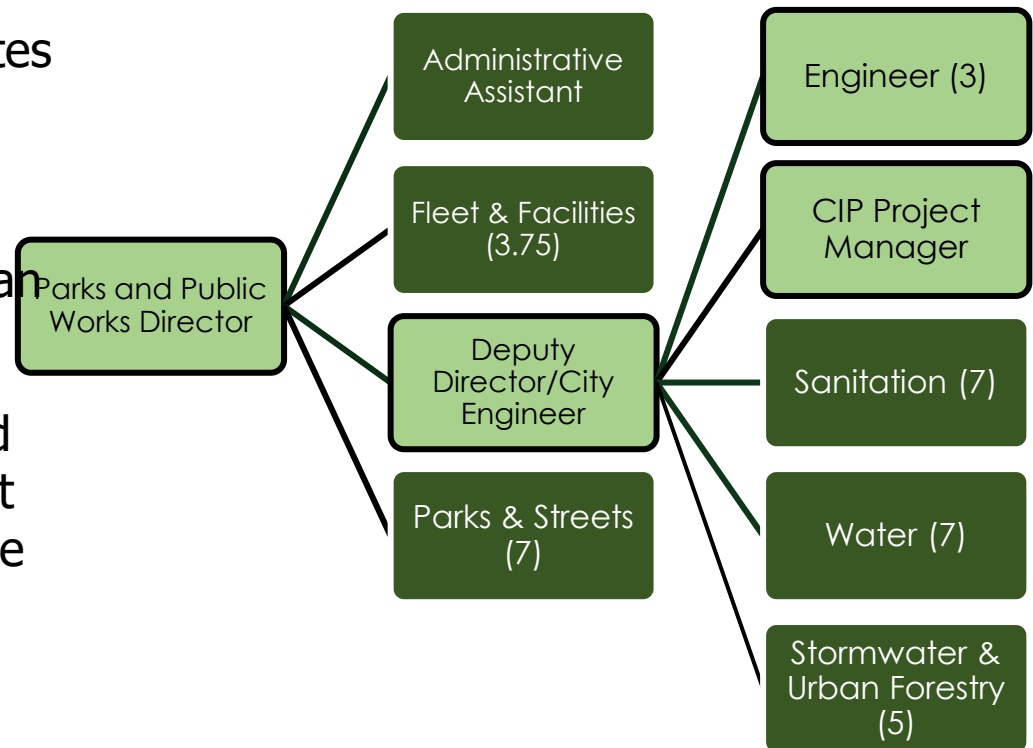 tes
an
d
t
e
Parks and Public
Works Director
Administrative
Assistant
Fleet & Facilities
(3.75)
Deputy
Director/City
Engineer
Parks & Streets
(7)
Engineer (3)
CIP Project
Manager
Sanitation (7)
Water (7)
Stormwater &
Urban Forestry
(5)